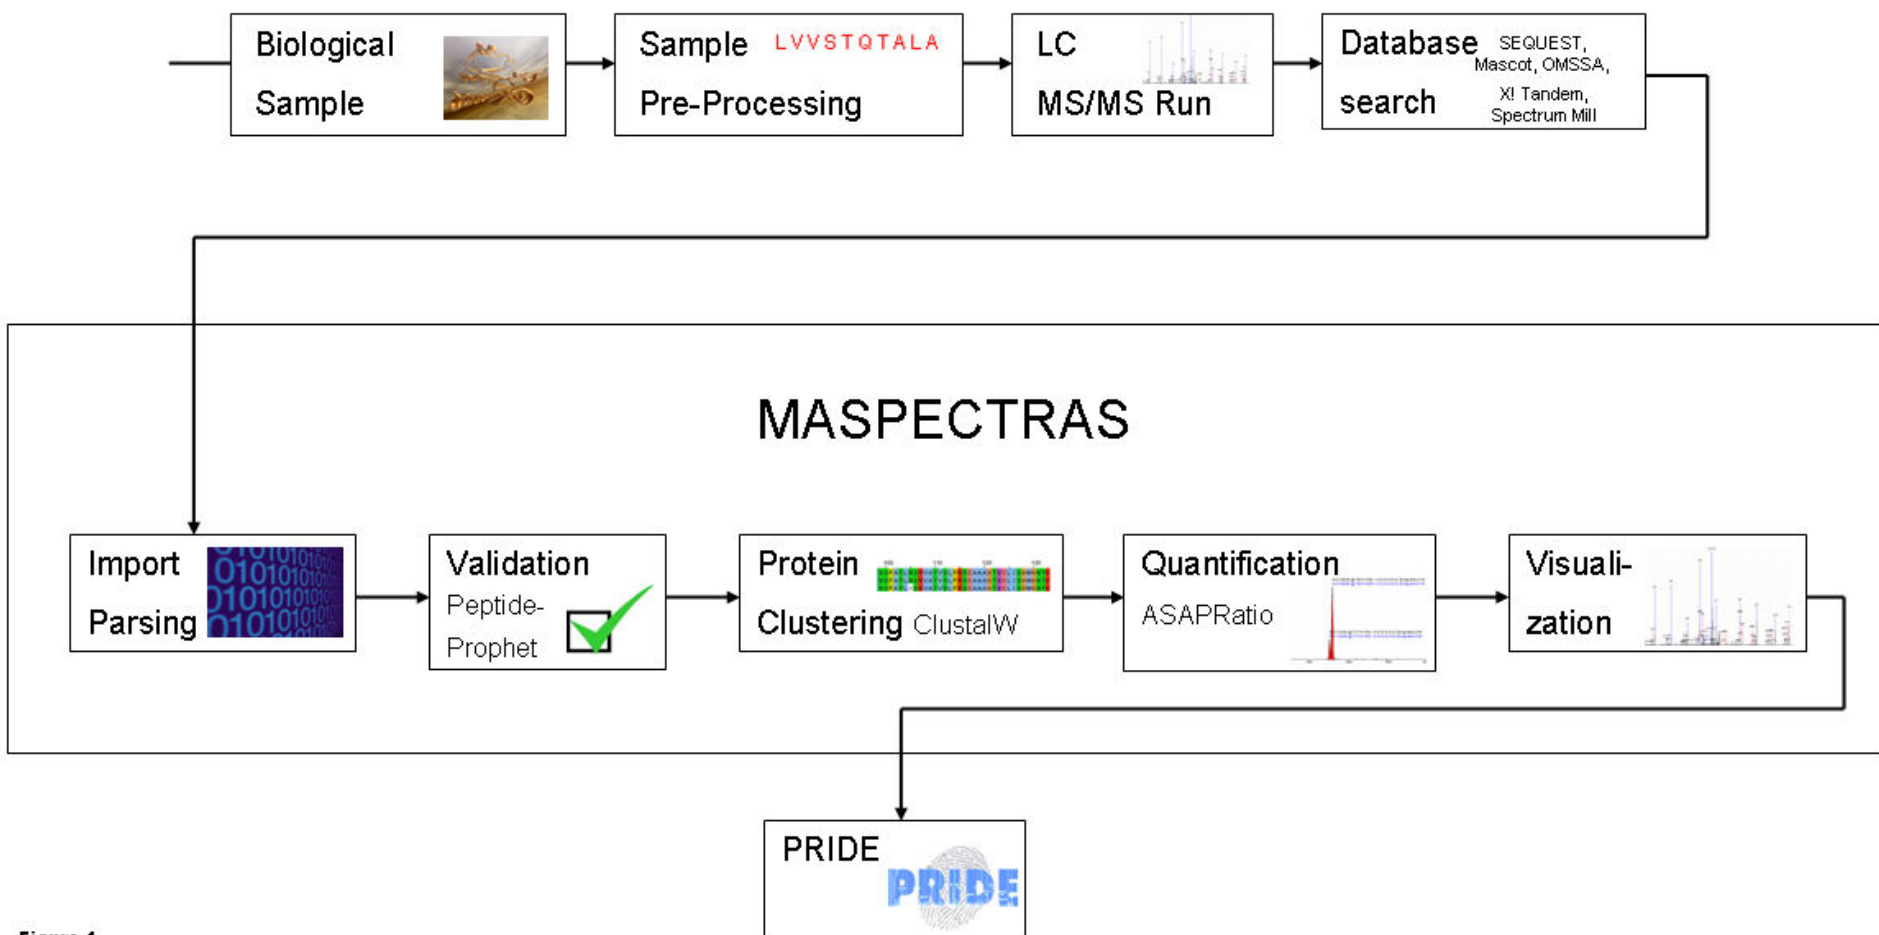 Biological
Sample
Sample LVVSTQTALA
Pre-Processing
LC
MS/MS Run
Database SEQUEST,
Mascot, OMSSA,
search X! Tandem,
Spectrum Mill
MASPECTRAS
Import
Parsing
Validation
Peptide-
Prophet
Protein
Clustering ClustalW
Quantification
ASAPRatio
Visuali-
zation
PRIDE
PRIDE